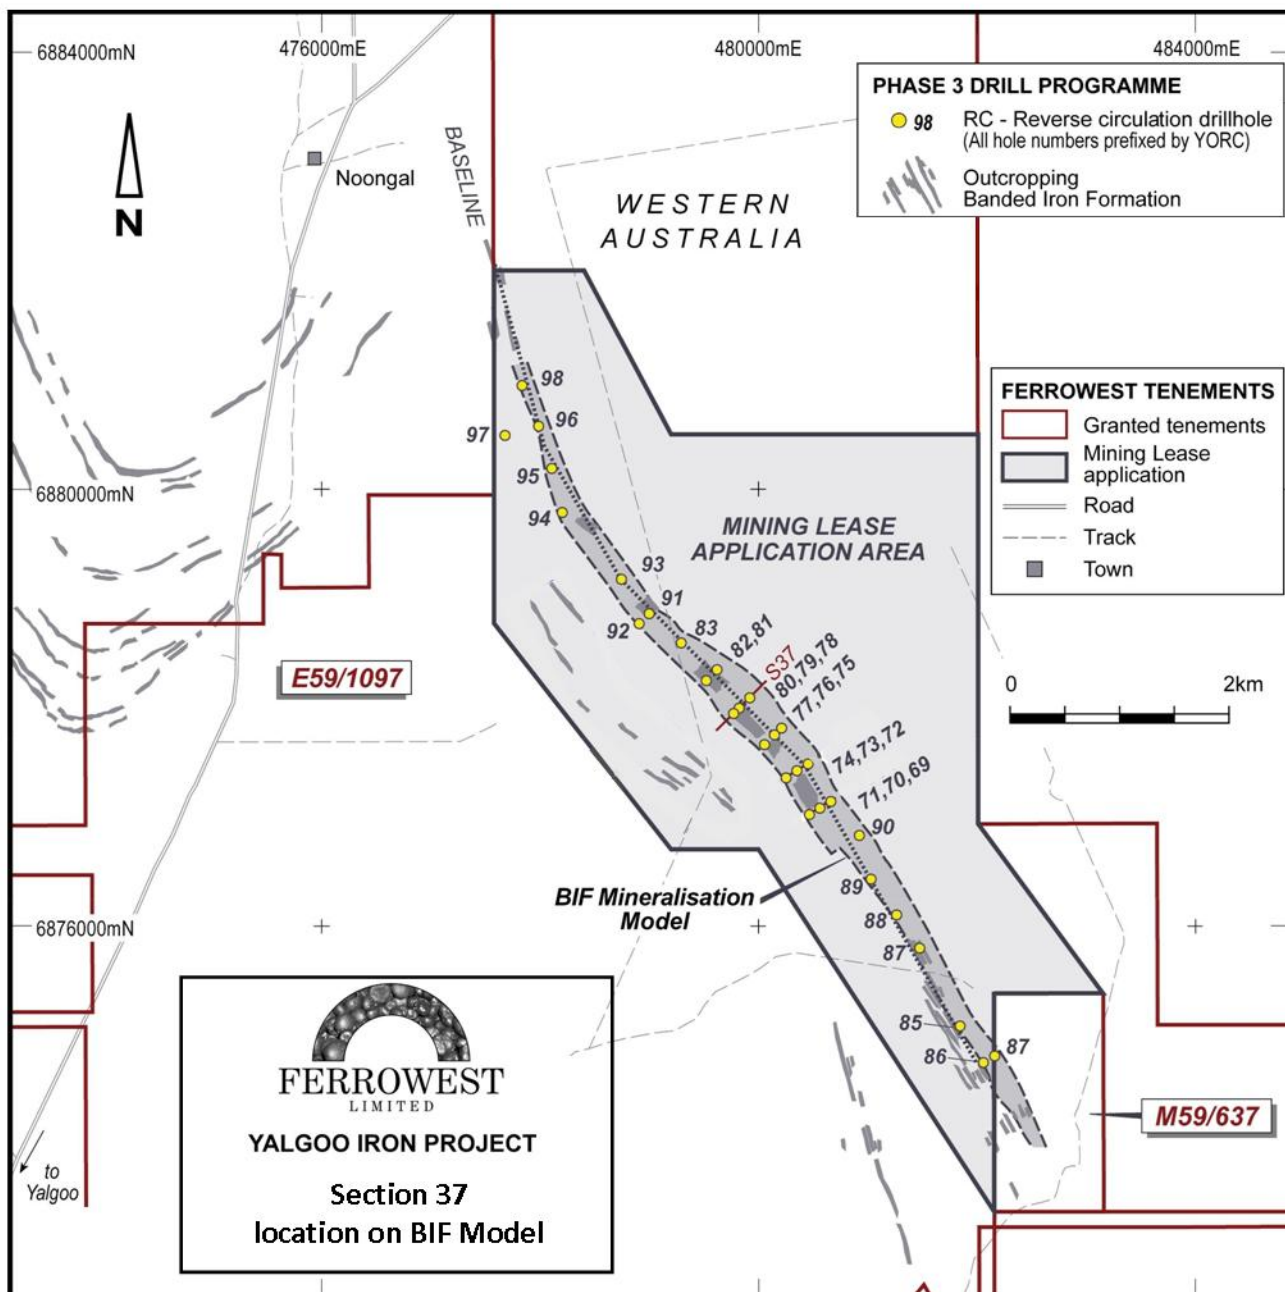 476000mE
480000mE
484000mE
6884000mN
PHASE 3 DRILL PROGRAMME
98 RC - Reverse circulation drillhole
(All hole numbers prefixed by YORC)
Outcropping
Banded Iron Formation
N
Noongal
BASELINE
WESTERN
AUSTRALIA
FERROWEST TENEMENTS
Granted tenements
Mining Lease
application
Road
Track
Town
98
96
97
95
6880000mN
94
MINING LEASE
APPLICATION AREA
93
91
92
83
82,81
S37
80,79,78
77,76,75
E59/1097
0 2km
74,73,72
71,70,69
90
89
BIF Mineralisation
Model
88
6876000mN
87
85
86
87
M59/637
FERROWEST
LIMITED
YALGOO IRON PROJECT
Section 37
location on BIF Model
to
Yalgoo